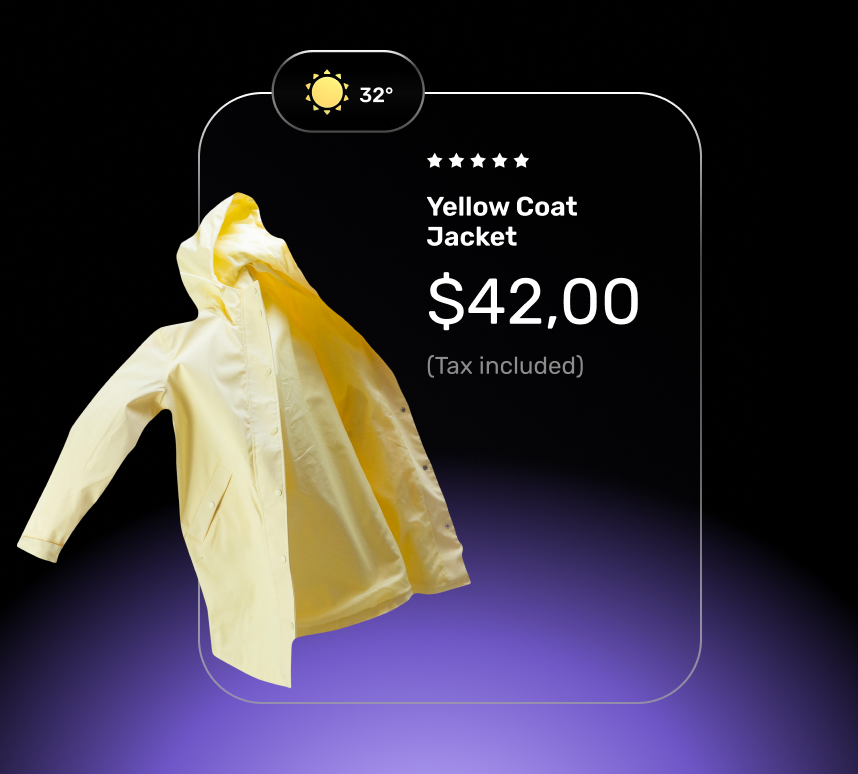 32°
Yellow Coat
Jacket
$42,00
(Tax included)